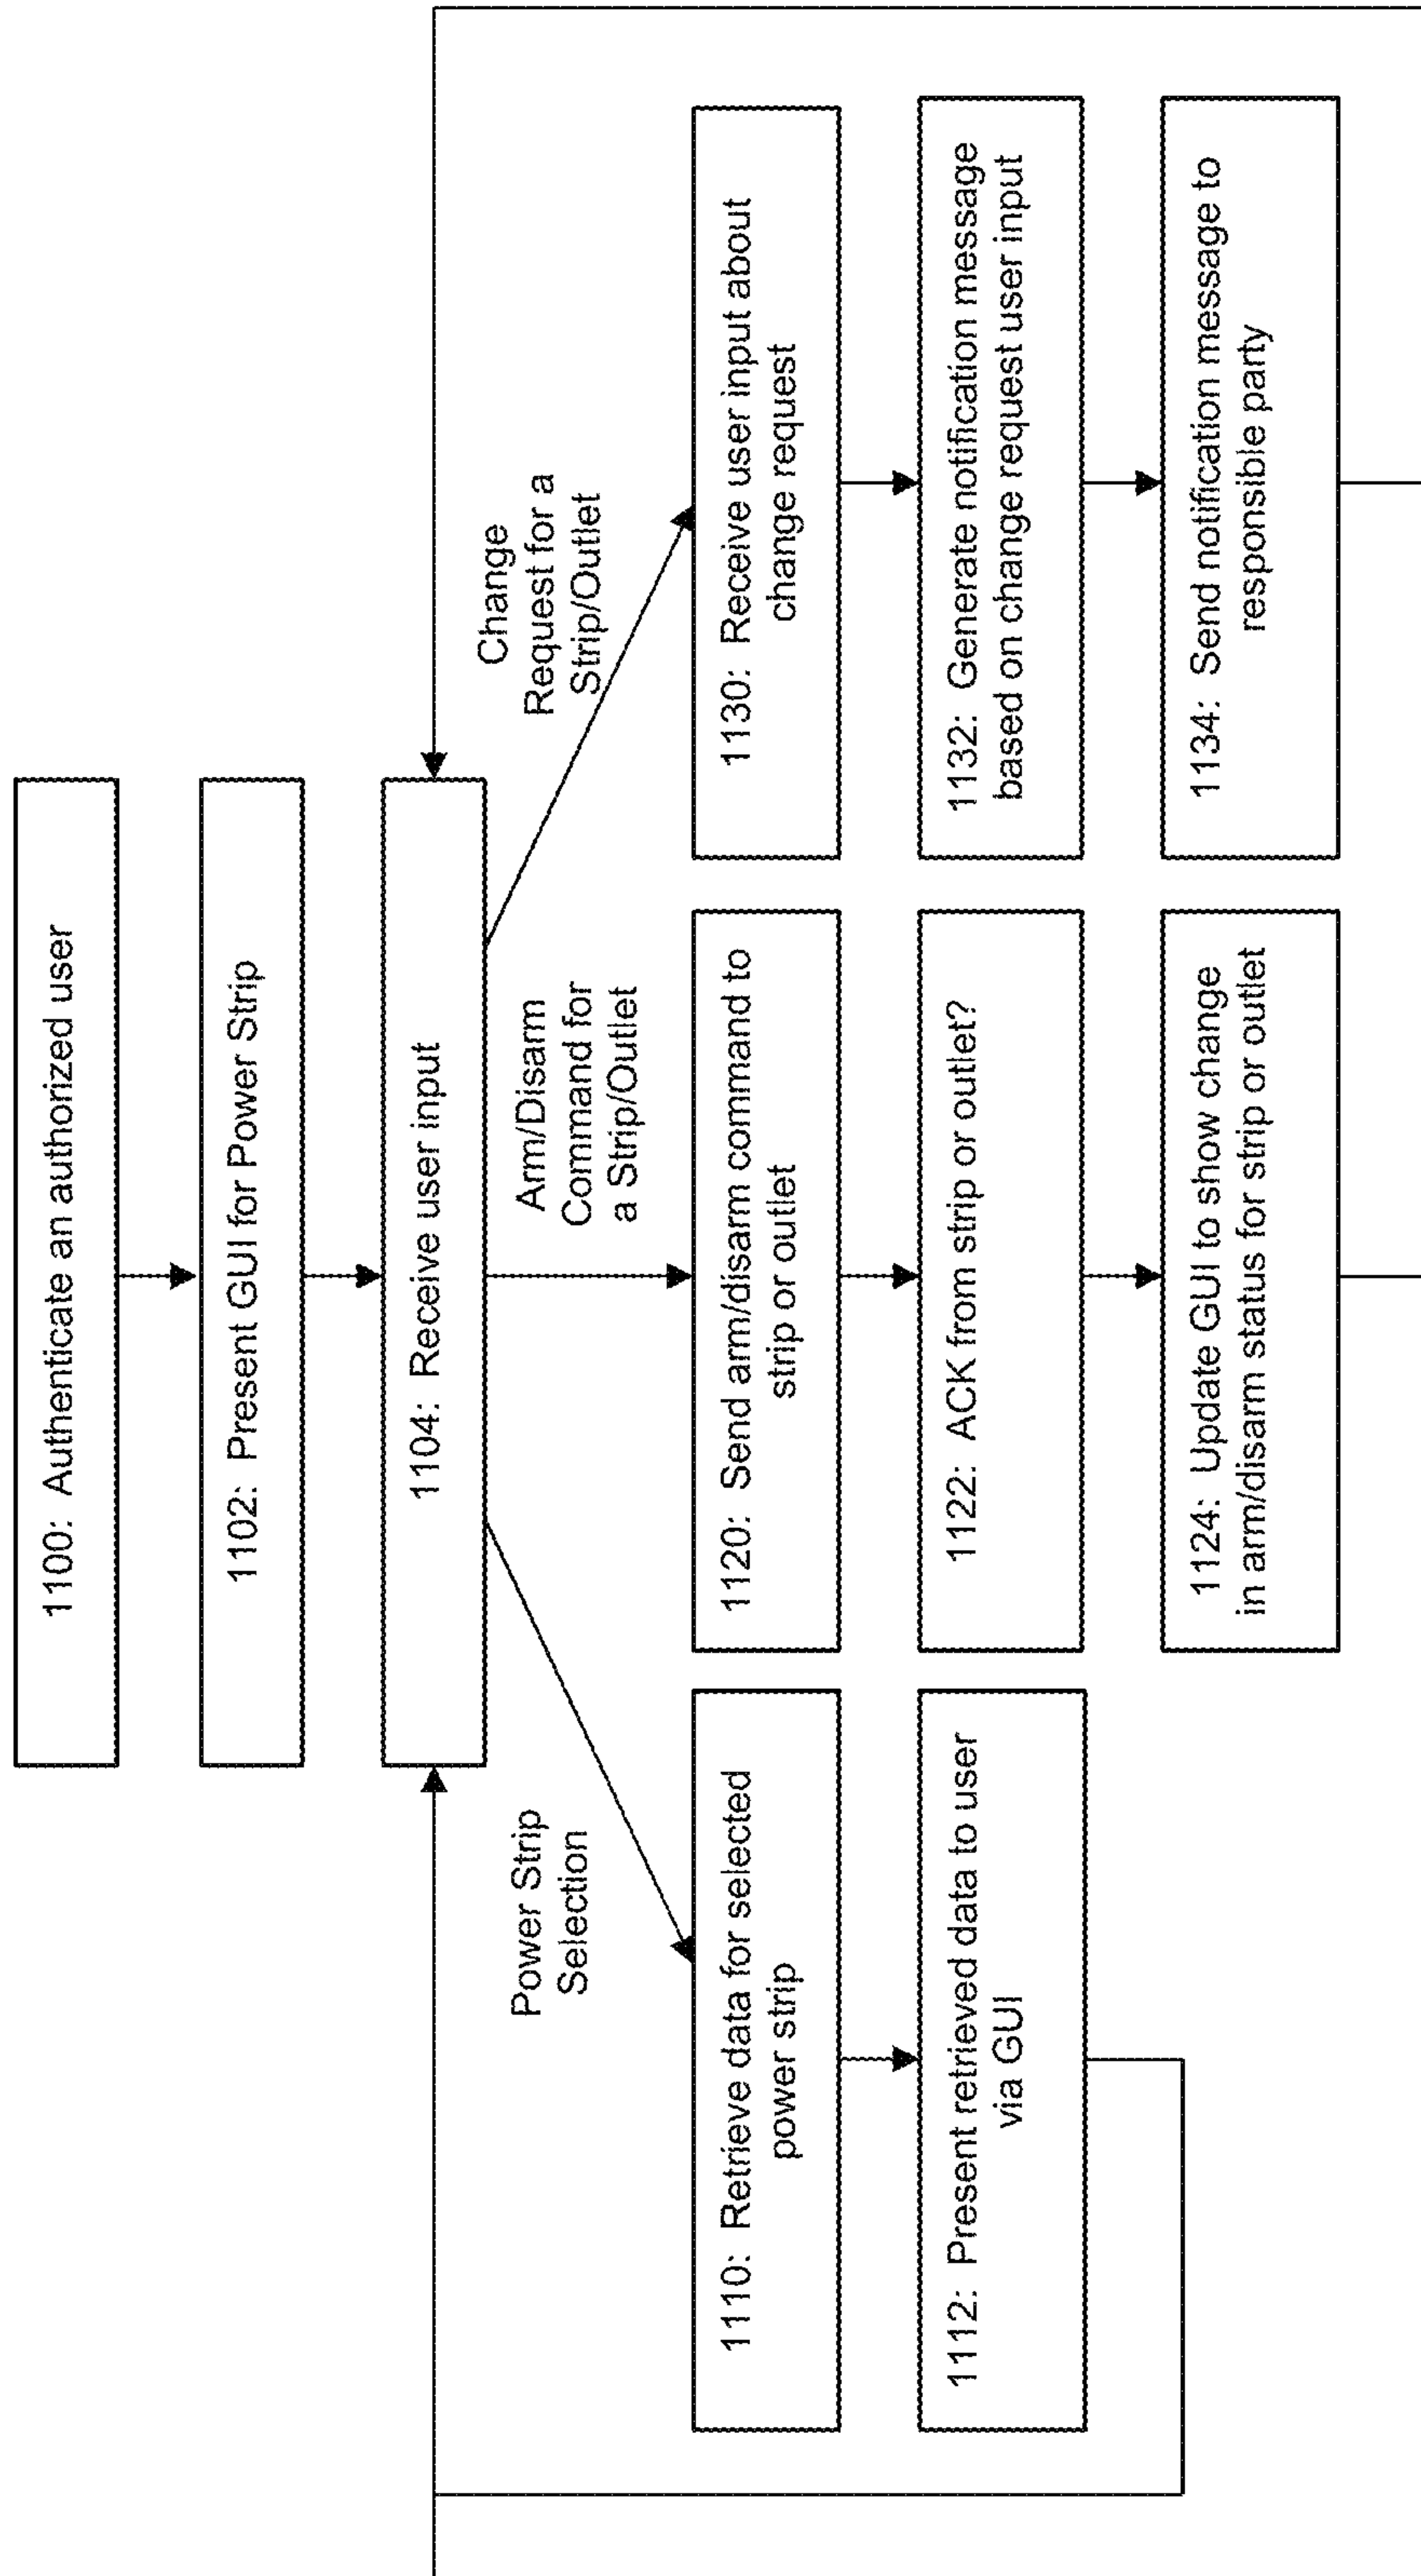 1100: Authenticate an authorized user
1102: Present GUI for Power Strip
1104: Receive user input
Power Strip
Selection
Arm/Disarm
Command for
a Strip/Outlet
Change
Request for a
Strip/Outlet
1110: Retrieve data for selected
power strip
1112: Present retrieved data to user
via GUI
1120: Send arm/disarm command to
strip or outlet
1122: ACK from strip or outlet?
1124: Update GUI to show change
in arm/disarm status for strip or outlet
1130: Receive user input about
change request
1132: Generate notification message
based on change request user input
1134: Send notification message to
responsible party